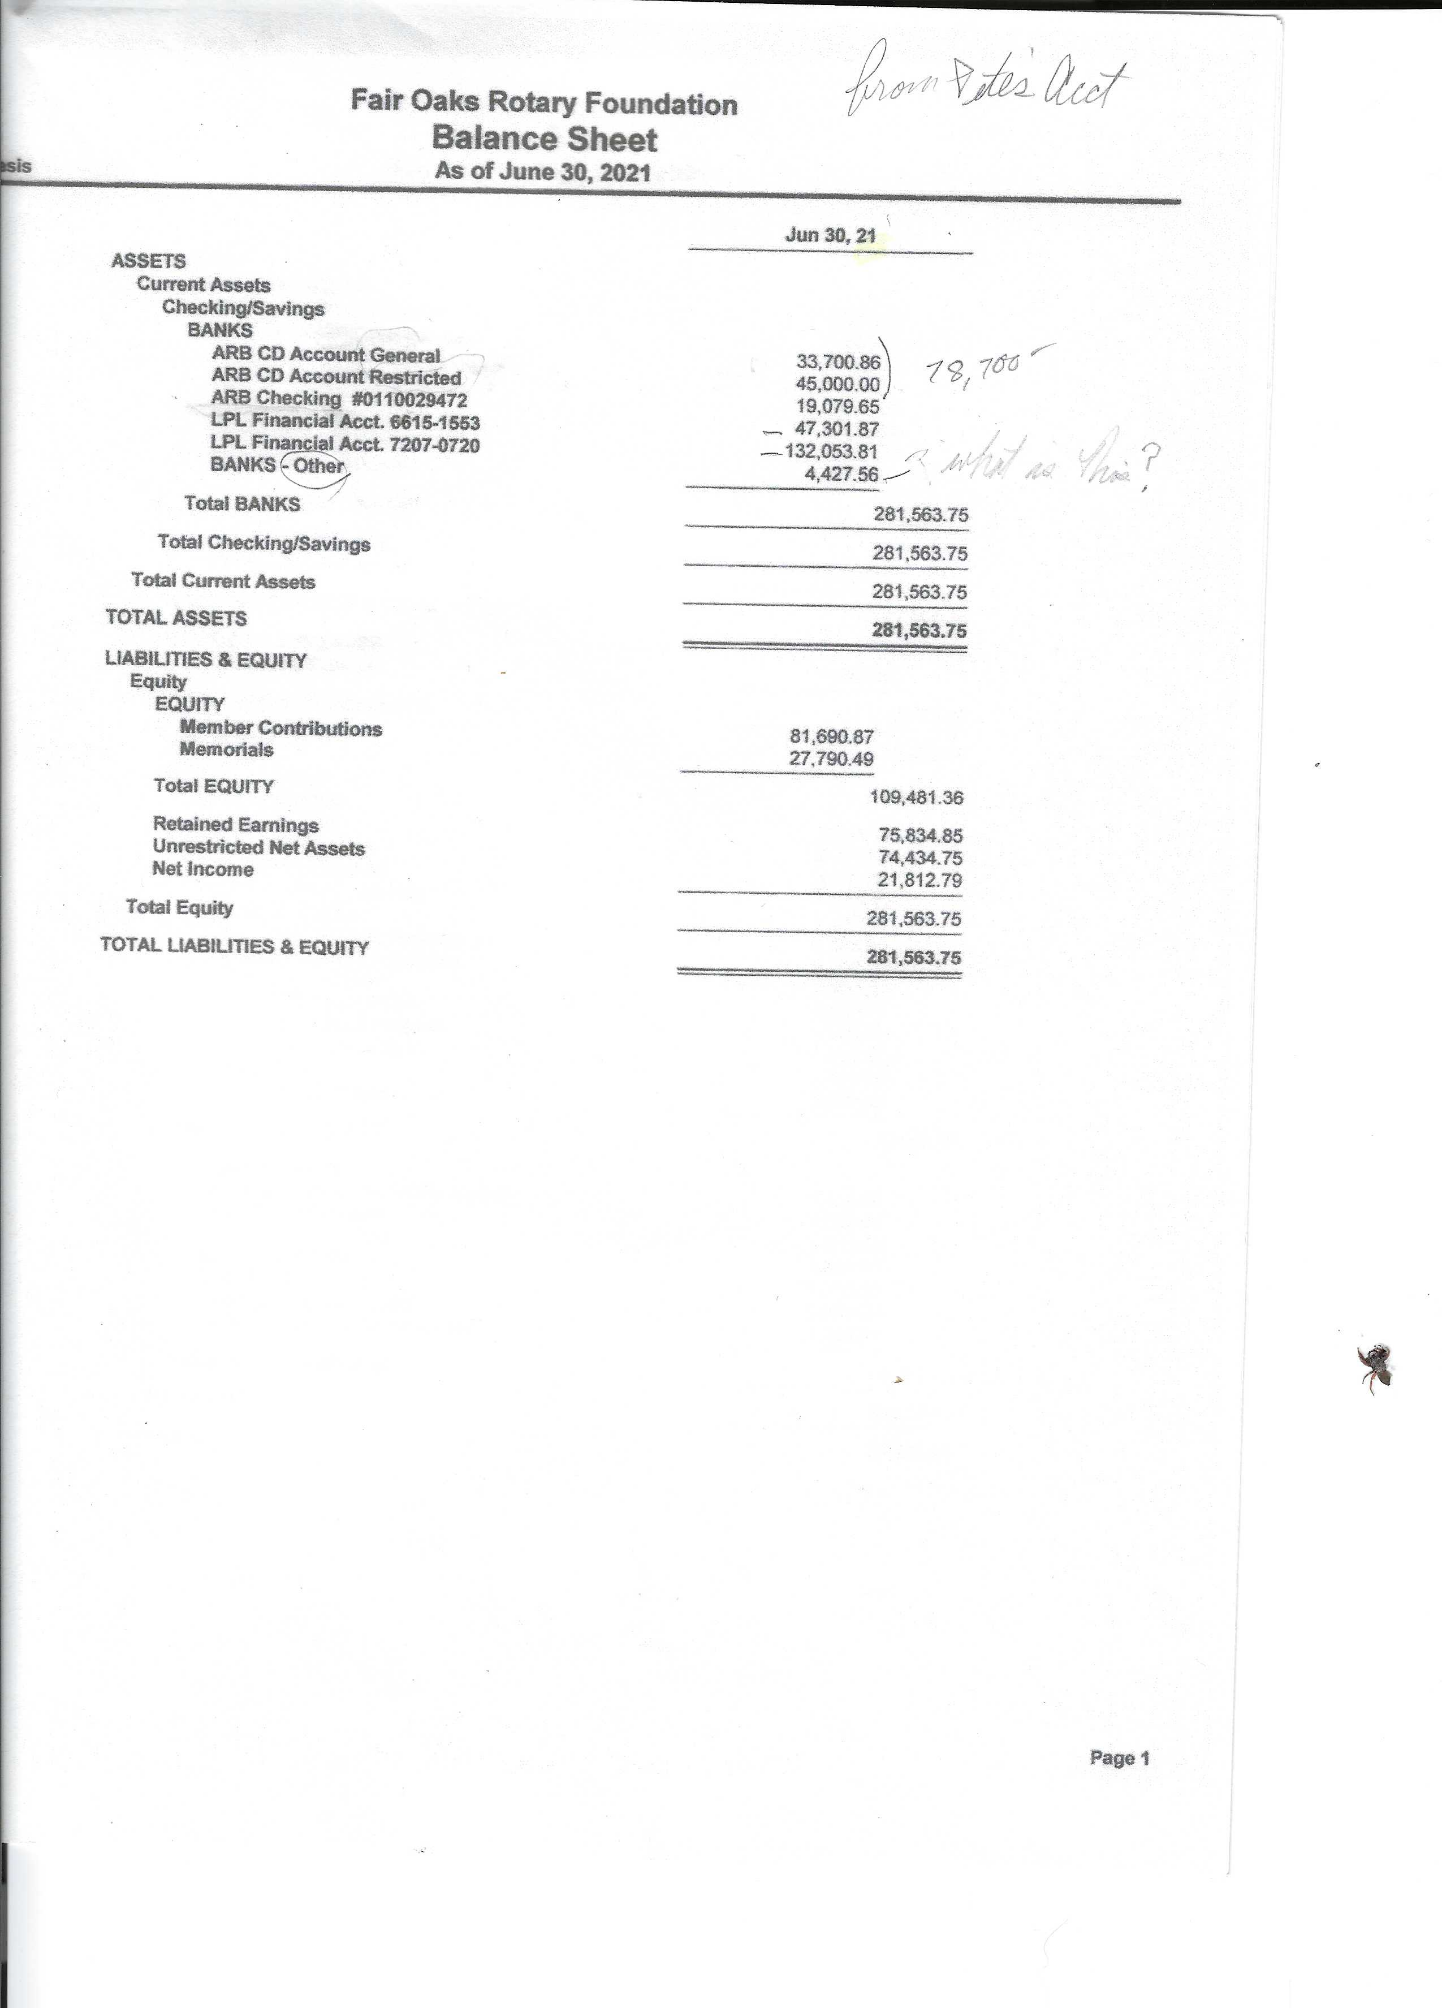 from Pete's Acct
Fair Oaks Rotary Foundation
Balance Sheet
As of June 30, 2021
asis
Jun 30, 21
ASSETS
Current Assets
Checking/Savings
BANKS
ARB CD Account General 33,700.86
ARB CD Account Restricted 45,000.00 78,700-
ARB Checking #0110029472 19,079.65
LPL Financial Acct. 6615-1553 — 47,301.87
LPL Financial Acct. 7207-0720 —132,053.81
BANKS - Other 4,427.56 — ? what is this?
Total BANKS 281,563.75
Total Checking/Savings 281,563.75
Total Current Assets 281,563.75
TOTAL ASSETS 281,563.75
LIABILITIES & EQUITY
Equity
EQUITY
Member Contributions 81,690.87
Memorials 27,790.49
Total EQUITY 109,481.36
Retained Earnings 75,834.85
Unrestricted Net Assets 74,434.75
Net Income 21,812.79
Total Equity 281,563.75
TOTAL LIABILITIES & EQUITY 281,563.75
Page 1